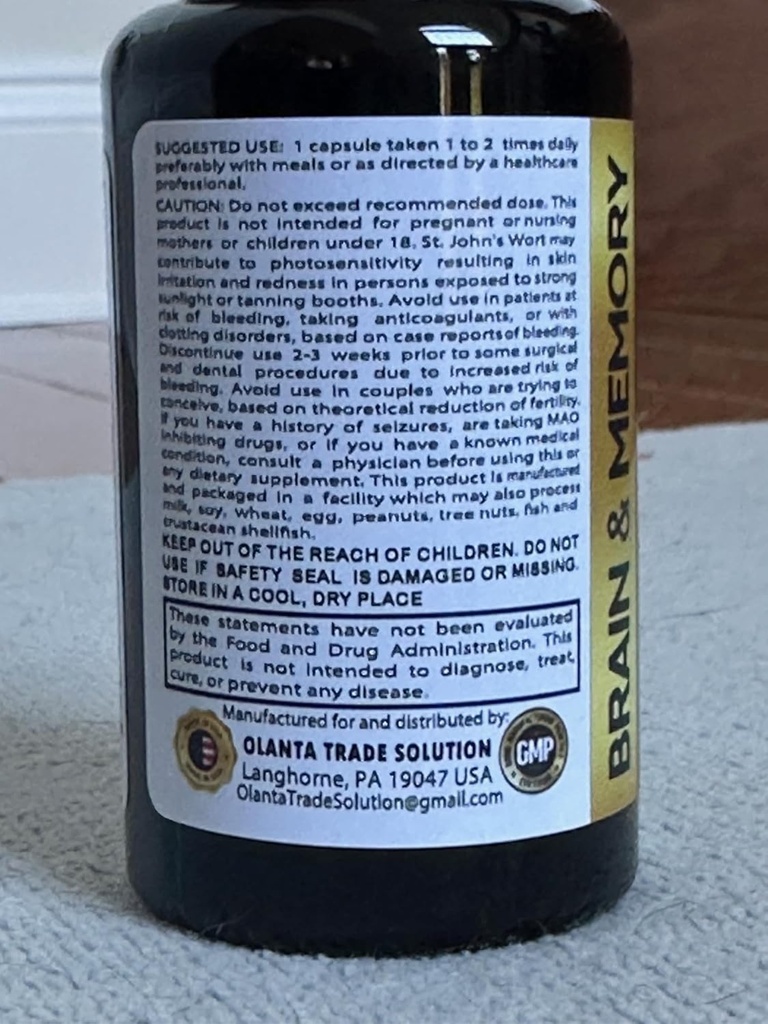 SUGGESTED USE: 1 capsule taken 1 to 2 times daily
preferably with meals or as directed by a healthcare
professional.
CAUTION: Do not exceed recommended dose. This
product is not intended for pregnant or nursing
mothers or children under 18. St. John's Wort may
contribute to photosensitivity resulting in skin
irritation and redness in persons exposed to strong
sunlight or tanning booths. Avoid use in patients at
risk of bleeding, taking anticoagulants, or with
clotting disorders, based on case reports of bleeding.
Discontinue use 2-3 weeks prior to some surgical
and dental procedures due to increased risk of
bleeding. Avoid use in couples who are trying to
conceive, based on theoretical reduction of fertility.
If you have a history of seizures, are taking MAO
inhibiting drugs, or if you have a known medical
condition, consult a physician before using this or
any dietary supplement. This product is manufactured
and packaged in a facility which may also process
milk, soy, wheat, egg, peanuts, tree nuts, fish and
crustacean shellfish.
KEEP OUT OF THE REACH OF CHILDREN. DO NOT
USE IF SAFETY SEAL IS DAMAGED OR MISSING.
STORE IN A COOL, DRY PLACE
These statements have not been evaluated
by the Food and Drug Administration. This
product is not intended to diagnose, treat,
cure, or prevent any disease.
Manufactured for and distributed by:
OLANTA TRADE SOLUTION
Langhorne, PA 19047 USA
OlantaTradeSolution@gmail.com
GMP
BRAIN & MEMORY